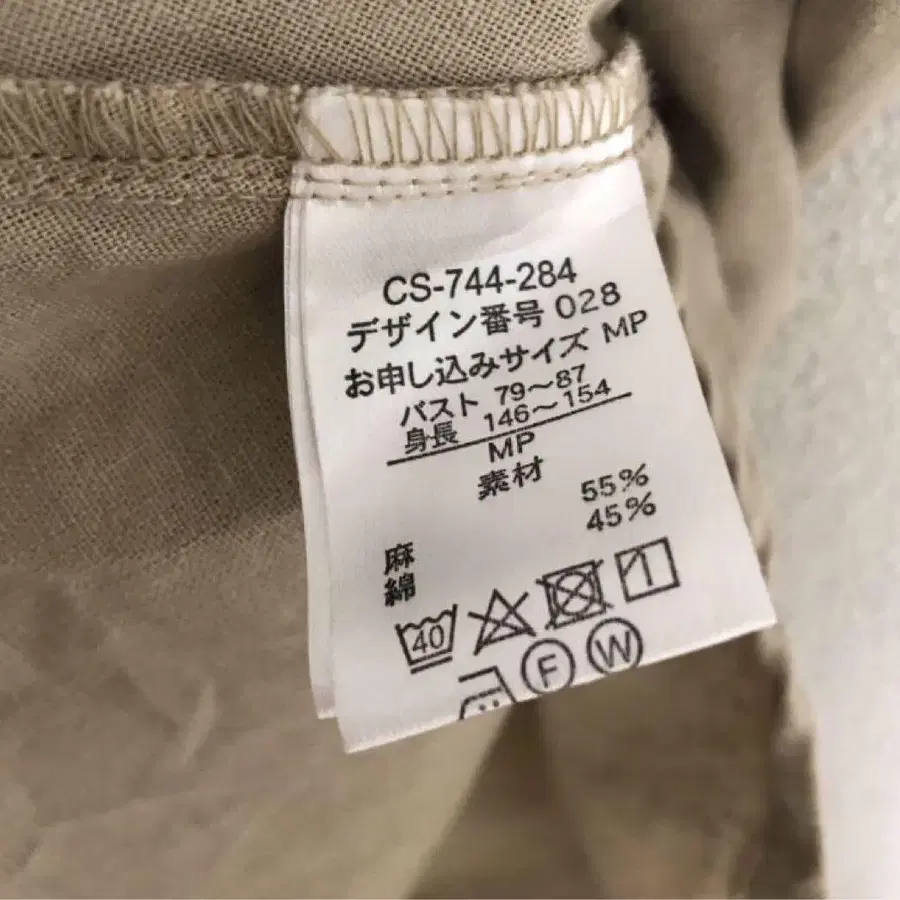 CS-744-284
デザイン番号 028
お申し込みサイズ MP
バスト 79〜87
身長 146〜154
MP
素材
麻 55%
綿 45%
40
F W